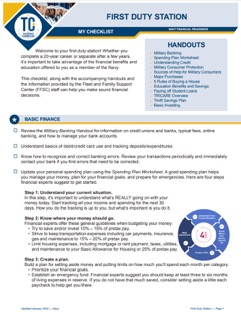 FIRST DUTY STATION
TC
MY CHECKLIST
NAVY FINANCIAL READINESS
Welcome to your first duty station! Whether you
complete a 20-year career or separate after a few years,
it's important to take advantage of the financial benefits and
education offered to you as a member of the Navy.
This checklist, along with the accompanying handouts and
the information provided by the Fleet and Family Support
Center (FFSC) staff can help you make sound financial
decisions.
HANDOUTS
Military Banking
Spending Plan Worksheet
Understanding Credit
Military Consumer Protection
Sources of Help for Military Consumers
Major Purchases
6 Rules of Buying a House
Education Benefits and Savings
Paying off Student Loans
TRICARE Overview
Thrift Savings Plan
Basic Investing
BASIC FINANCE
Review the Military Banking Handout for information on credit unions and banks, typical fees, online
banking, and how to manage your bank accounts.
Understand basics of debit/credit card use and tracking deposits/expenditures.
Know how to recognize and correct banking errors. Review your transactions periodically and immediately
contact your bank if you find errors that need to be corrected.
Update your personal spending plan using the Spending Plan Worksheet. A good spending plan helps
you manage your money, plan for your financial goals, and prepare for emergencies. Here are four steps
financial experts suggest to get started.
Step 1: Understand your current situation.
In this step, it's important to understand what's REALLY going on with your
money today. Start tracking all your income and spending for the next 30
days. How you do the tracking is up to you, but what's important is you do it.
Step 2: Know where your money should go.
Financial experts offer these general guidelines when budgeting your money:
• Try to save and/or invest 10% – 15% of pretax pay
• Strive to keep transportation expenses including car payments, insurance,
gas and maintenance to 15% – 20% of pretax pay.
• Limit housing expenses, including mortgage or rent payment, taxes, utilities,
and maintenance to your Basic Allowance for Housing or 25% of pretax pay
Step 3: Create a plan.
Build a plan for setting aside money and putting limits on how much you'll spend each month per category.
• Prioritize your financial goals.
• Establish an emergency fund. Financial experts suggest you should keep at least three to six months
of living expenses in reserve. If you do not have that much saved, consider setting aside a little each
paycheck to help get you there.
First Duty Station – Page 1